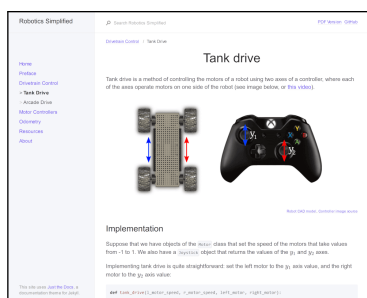 Robotics Simplified
Search Robotics Simplified
PDF Version GitHub
Drivetrain Control
Tank Drive
Home
Preface
Drivetrain Control
Tank Drive
Arcade Drive
Motor Controllers
Odometry
Resources
About
Tank drive
Tank drive is a method of controlling the motors of a robot using two axes of a controller, where each
of the axes operate motors on one side of the robot (see image below, or this video).
y₁
y₂
Robot CAD model, Controller image source
Implementation
Suppose that we have objects of the Motor class that set the speed of the motors that take values
from -1 to 1. We also have a Joystick object that returns the values of the y₁ and y₂ axes.
Implementing tank drive is quite straightforward: set the left motor to the y₁ axis value, and the right
motor to the y₂ axis value:
def tank_drive(l_motor_speed, r_motor_speed, left_motor, right_motor):
This site uses Just the Docs, a
documentation theme for Jekyll.